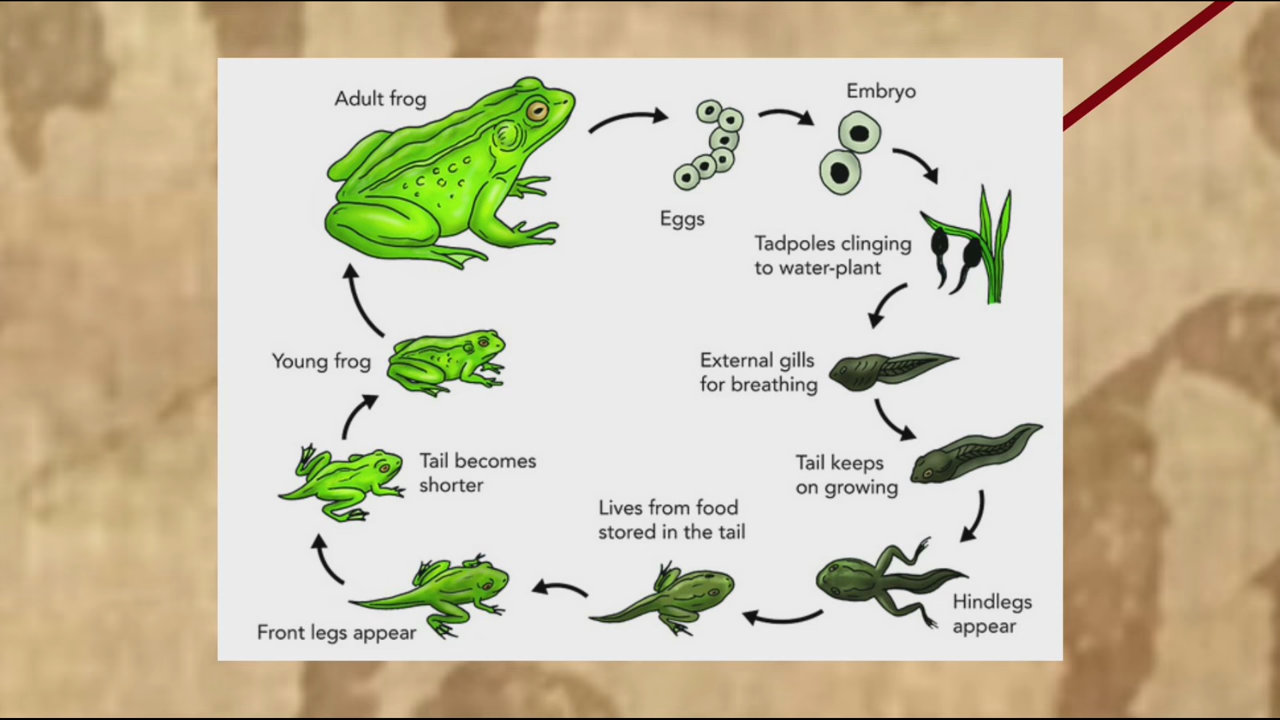 Adult frog
Eggs
Embryo
Tadpoles clinging
to water-plant
External gills
for breathing
Tail keeps
on growing
Hindlegs
appear
Lives from food
stored in the tail
Front legs appear
Tail becomes
shorter
Young frog